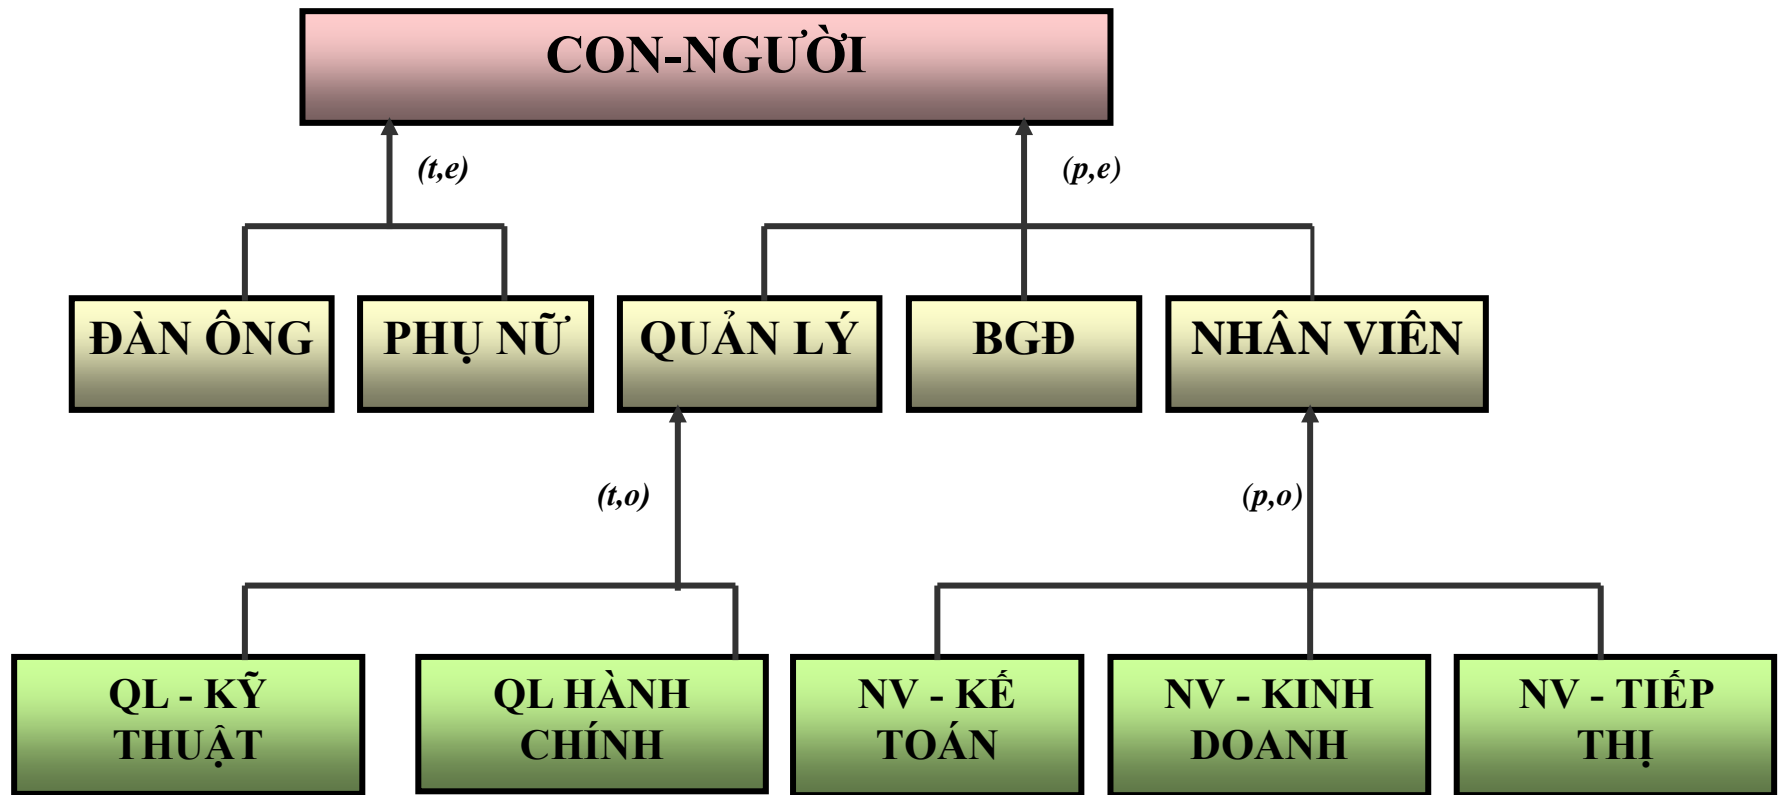 CON-NGƯỜI
(t,e)
(p,e)
ĐÀN ÔNG
PHỤ NỮ
QUẢN LÝ
BGĐ
NHÂN VIÊN
(t,o)
(p,o)
QL - KỸ
THUẬT
QL HÀNH
CHÍNH
NV - KẾ
TOÁN
NV - KINH
DOANH
NV - TIẾP
THỊ